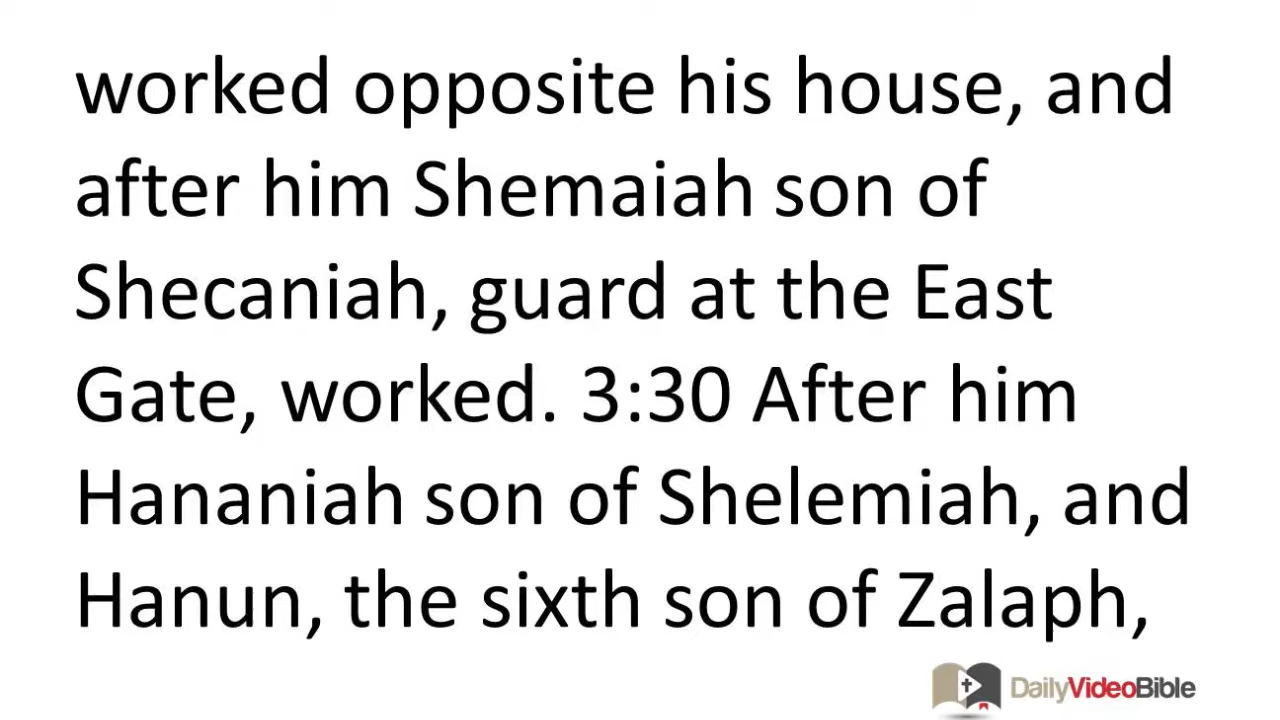 worked opposite his house, and
after him Shemaiah son of
Shecaniah, guard at the East
Gate, worked. 3:30 After him
Hananiah son of Shelemiah, and
Hanun, the sixth son of Zalaph,
DailyVideoBible